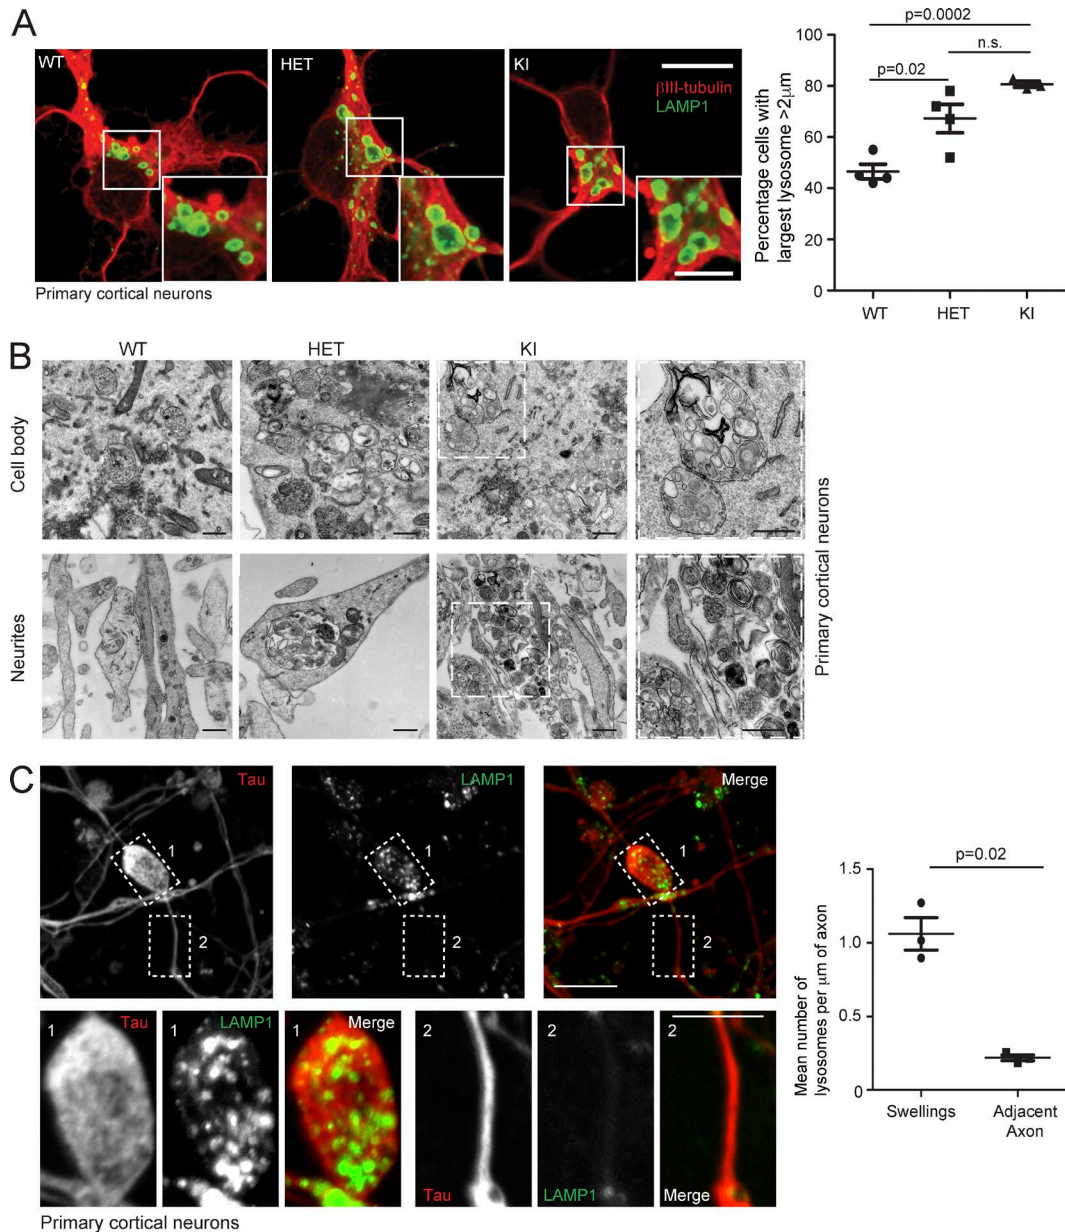 A
WT
HET
KI
βIII-tubulin
LAMP1
Primary cortical neurons
p=0.0002
n.s.
p=0.02
Percentage cells with
largest lysosome >2μm
100
80
60
40
20
0
WT
HET
KI
B
WT
HET
KI
Cell body
Neurites
Primary cortical neurons
C
Tau
1
2
LAMP1
1
2
Merge
1
2
1
Tau
1
LAMP1
1
Merge
2
Tau
2
LAMP1
2
Merge
Primary cortical neurons
p=0.02
Mean number of
lysosomes per μm of axon
1.5
1.0
0.5
0
Swellings
Adjacent
Axon